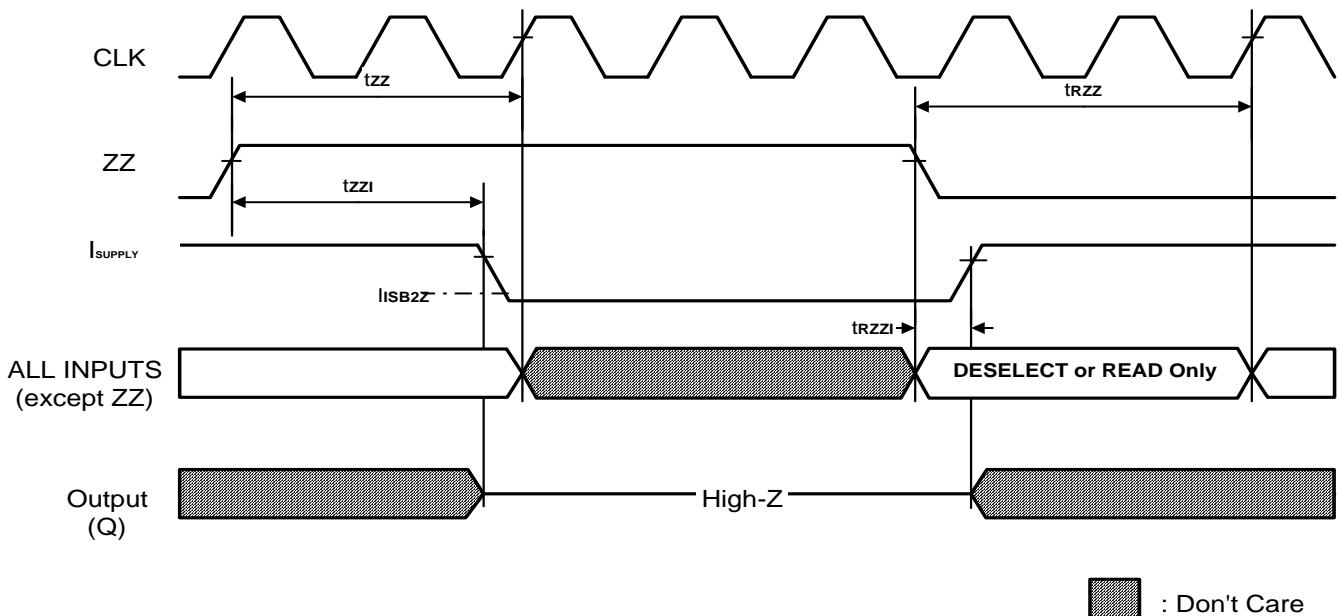 CLK
tZZ
tRZZ
ZZ
tZZI
ISUPPLY
IISB2Z
tRZZI
ALL INPUTS
(except ZZ)
DESELECT or READ Only
Output
(Q)
High-Z
: Don't Care